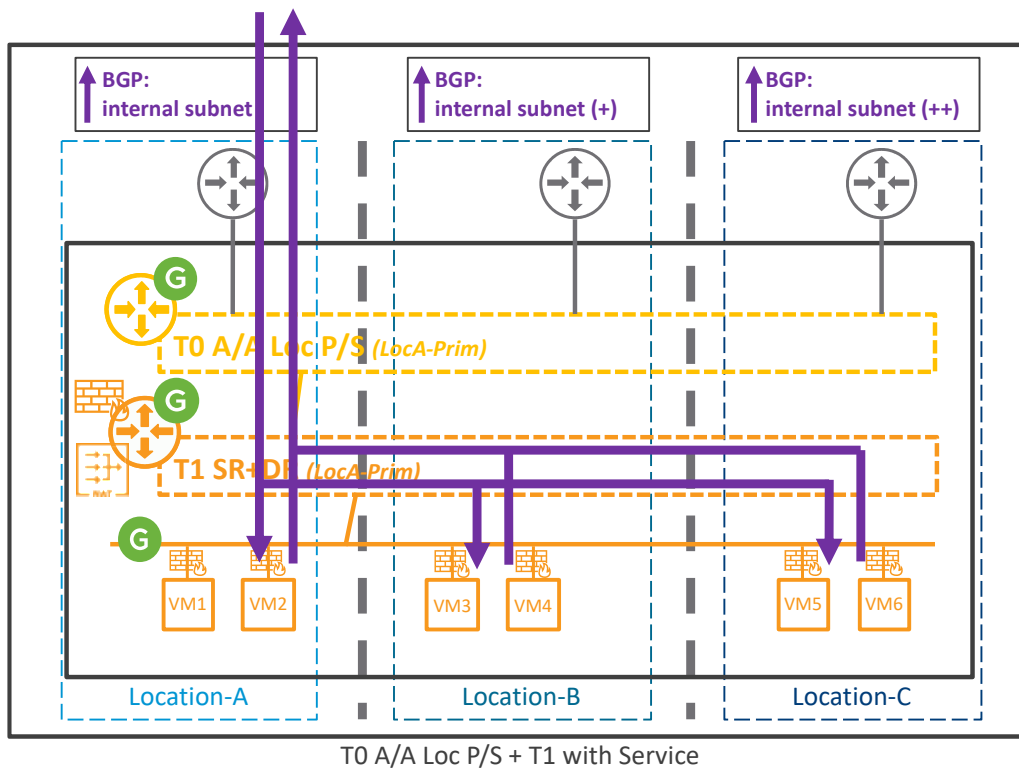 BGP:
internal subnet
BGP:
internal subnet (+)
BGP:
internal subnet (++)
G
T0 A/A Loc P/S (LocA-Prim)
G
T1 SR+DR (LocA-Prim)
NAT
G
VM1
VM2
VM3
VM4
VM5
VM6
Location-A
Location-B
Location-C
T0 A/A Loc P/S + T1 with Service